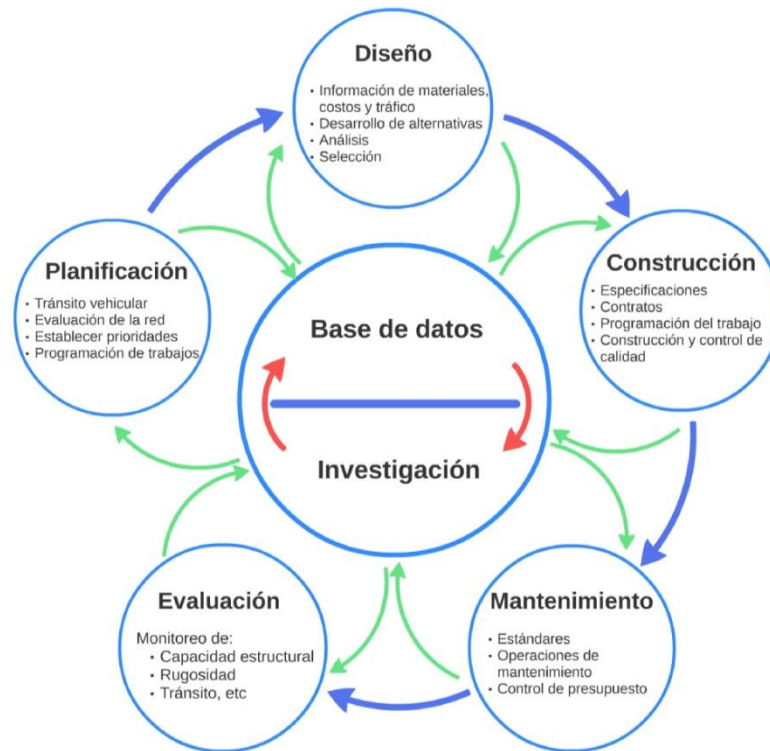 Diseño
• Información de materiales,
costos y tráfico
• Desarrollo de alternativas
• Análisis
• Selección
Planificación
• Tránsito vehicular
• Evaluación de la red
• Establecer prioridades
• Programación de trabajos
Construcción
• Especificaciones
• Contratos
• Programación del trabajo
• Construcción y control de
calidad
Base de datos
Investigación
Evaluación
Monitoreo de:
• Capacidad estructural
• Rugosidad
• Tránsito, etc
Mantenimiento
• Estándares
• Operaciones de
mantenimiento
• Control de presupuesto